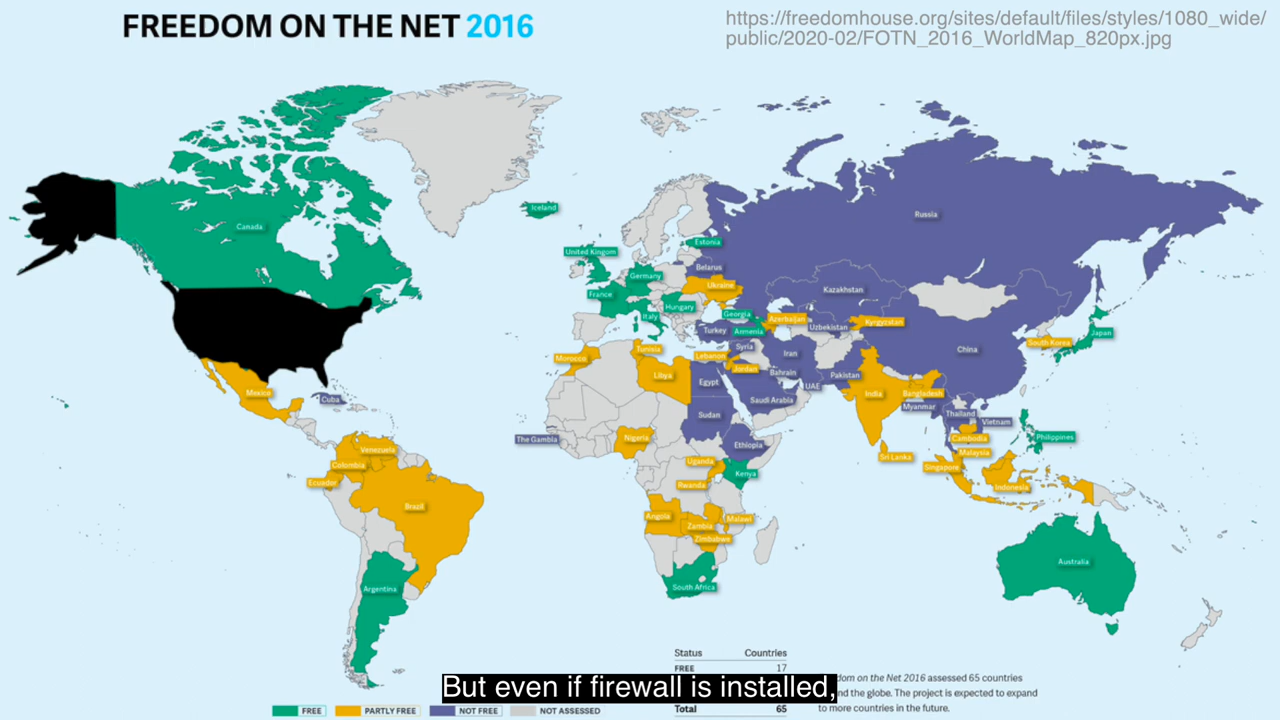 FREEDOM ON THE NET 2016
https://freedomhouse.org/sites/default/files/styles/1080_wide/
public/2020-02/FOTN_2016_WorldMap_820px.jpg
Iceland
Canada
Russia
Estonia
United Kingom
Belarus
Germany
Ukraine
Kazakhstan
France
Hungary
Italy
Georgia
Azerbaijan
Kyrgyzstan
Turkey
Armenia
Uzbekistan
Japan
South Korea
Tunisia
Syria
China
Morocco
Lebanon
Iran
Jordan
Bahrain
Pakistan
Libya
Egypt
UAE
Mexico
India
Bangladesh
Cuba
Saudi Arabia
Myanmar
Sudan
Thailand
Vietnam
The Gambia
Nigeria
Ethiopia
Cambodia
Philippines
Venezuela
Malaysia
Sri Lanka
Colombia
Uganda
Singapore
Kenya
Ecuador
Rwanda
Indonesia
Brazil
Angola
Malawi
Zambia
Zimbabwe
Australia
Argentina
South Africa
Status Countries
FREE 17
dom on the Net 2016 assessed 65 countries
But even if firewall is installed,
nd the globe. The project is expected to expand
Total 65
to more countries in the future.
FREE PARTLY FREE NOT FREE NOT ASSESSED